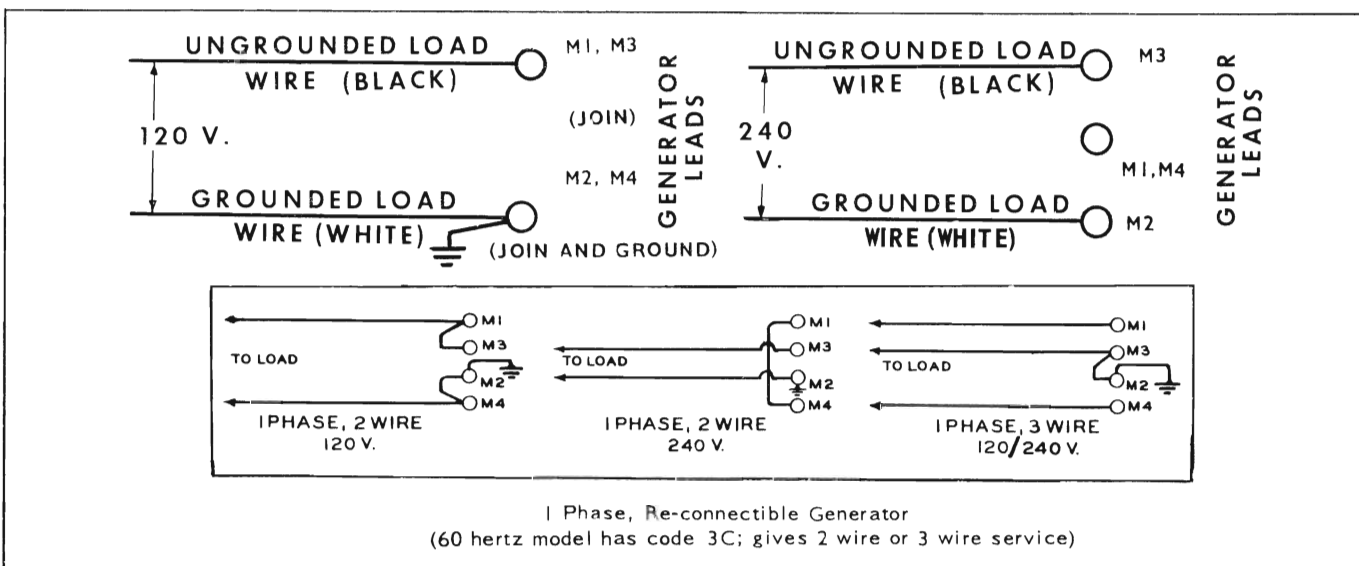 UNGROUNDED LOAD
WIRE (BLACK)
M1, M3
(JOIN)
120 V.
M2, M4
GENERATOR
LEADS
GROUNDED LOAD
WIRE (WHITE)
(JOIN AND GROUND)
UNGROUNDED LOAD
WIRE (BLACK)
M3
240
V.
M1,M4
GENERATOR
LEADS
GROUNDED LOAD
WIRE (WHITE)
M2
M1
M3
TO LOAD
M2
M4
1 PHASE, 2 WIRE
120 V.
M1
M3
TO LOAD
M2
M4
1 PHASE, 2 WIRE
240 V.
M1
M3
TO LOAD
M2
M4
1 PHASE, 3 WIRE
120/240 V.
1 Phase, Re-connectible Generator
(60 hertz model has code 3C; gives 2 wire or 3 wire service)